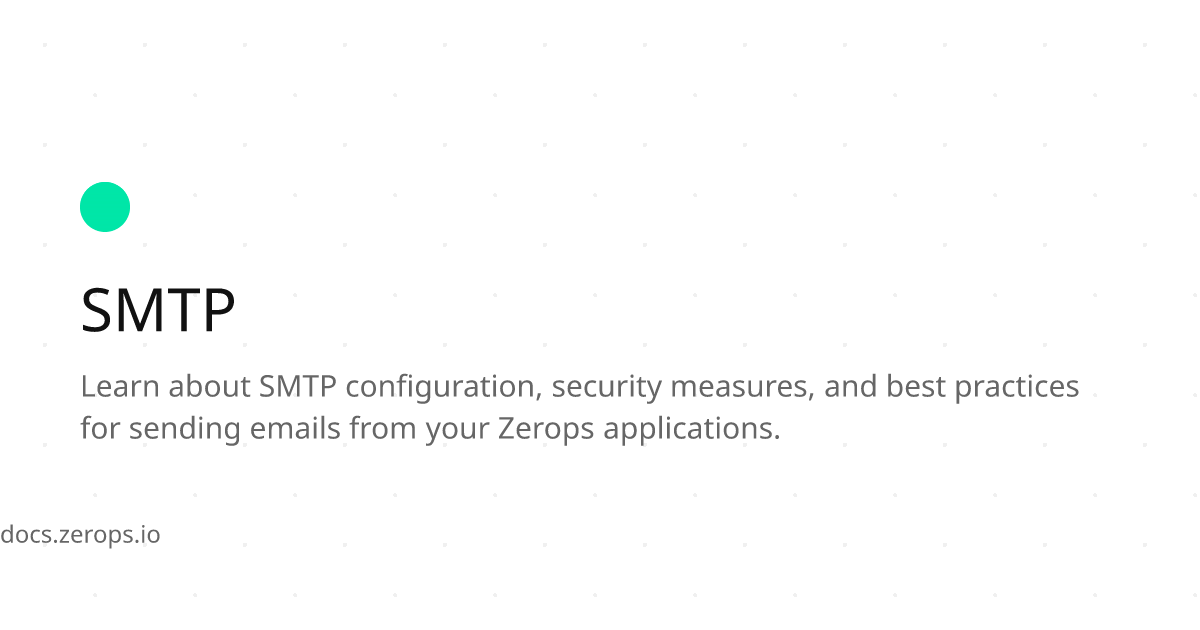 SMTP
Learn about SMTP configuration, security measures, and best practices
for sending emails from your Zerops applications.
docs.zerops.io